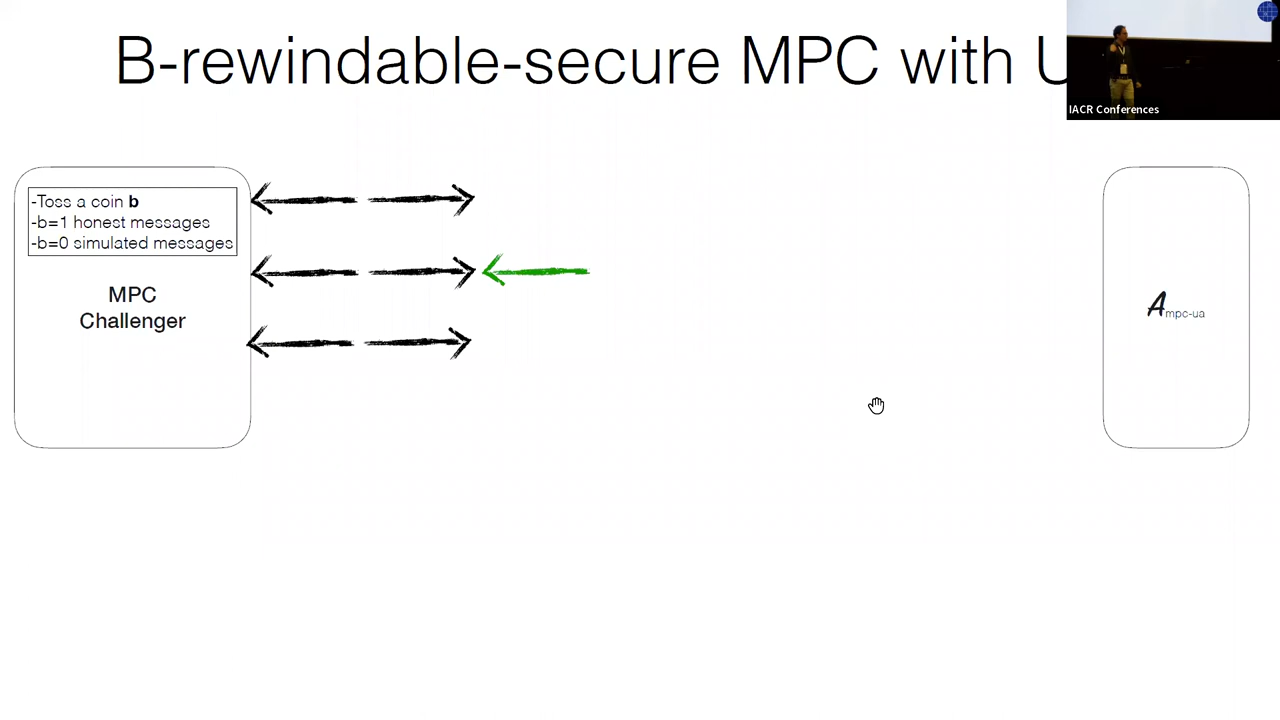 B-rewindable-secure MPC with U
IACR Conferences
-Toss a coin b
-b=1 honest messages
-b=0 simulated messages
MPC
Challenger
A mpc-ua